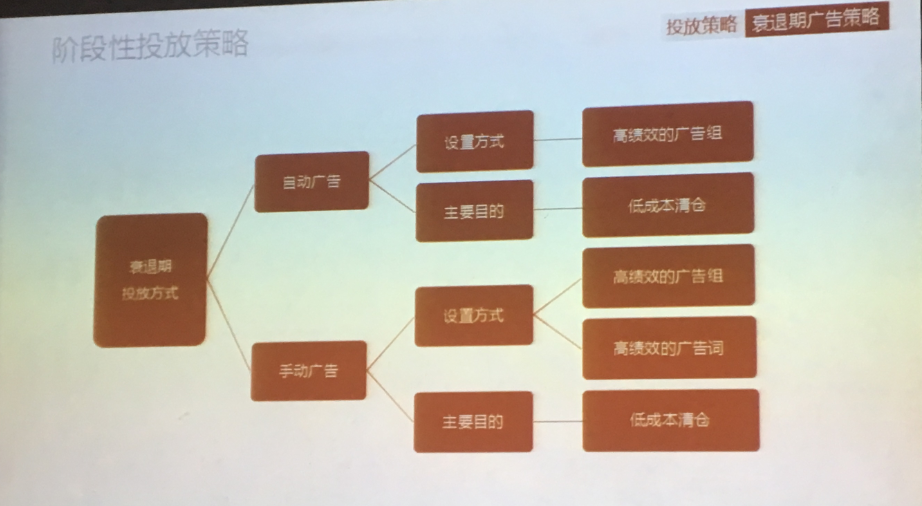 阶段性投放策略
投放策略 衰退期广告策略
衰退期
投放方式
自动广告
设置方式
高绩效的广告组
主要目的
低成本清仓
手动广告
设置方式
高绩效的广告组
高绩效的广告词
主要目的
低成本清仓